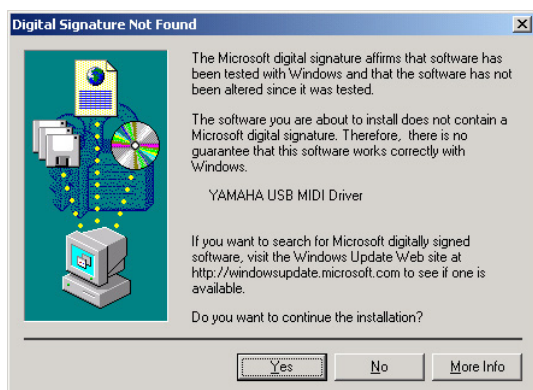 Digital Signature Not Found
The Microsoft digital signature affirms that software has
been tested with Windows and that the software has not
been altered since it was tested.
The software you are about to install does not contain a
Microsoft digital signature. Therefore, there is no
guarantee that this software works correctly with
Windows.
YAMAHA USB MIDI Driver
If you want to search for Microsoft digitally signed
software, visit the Windows Update Web site at
http://windowsupdate.microsoft.com to see if one is
available.
Do you want to continue the installation?
Yes No More Info